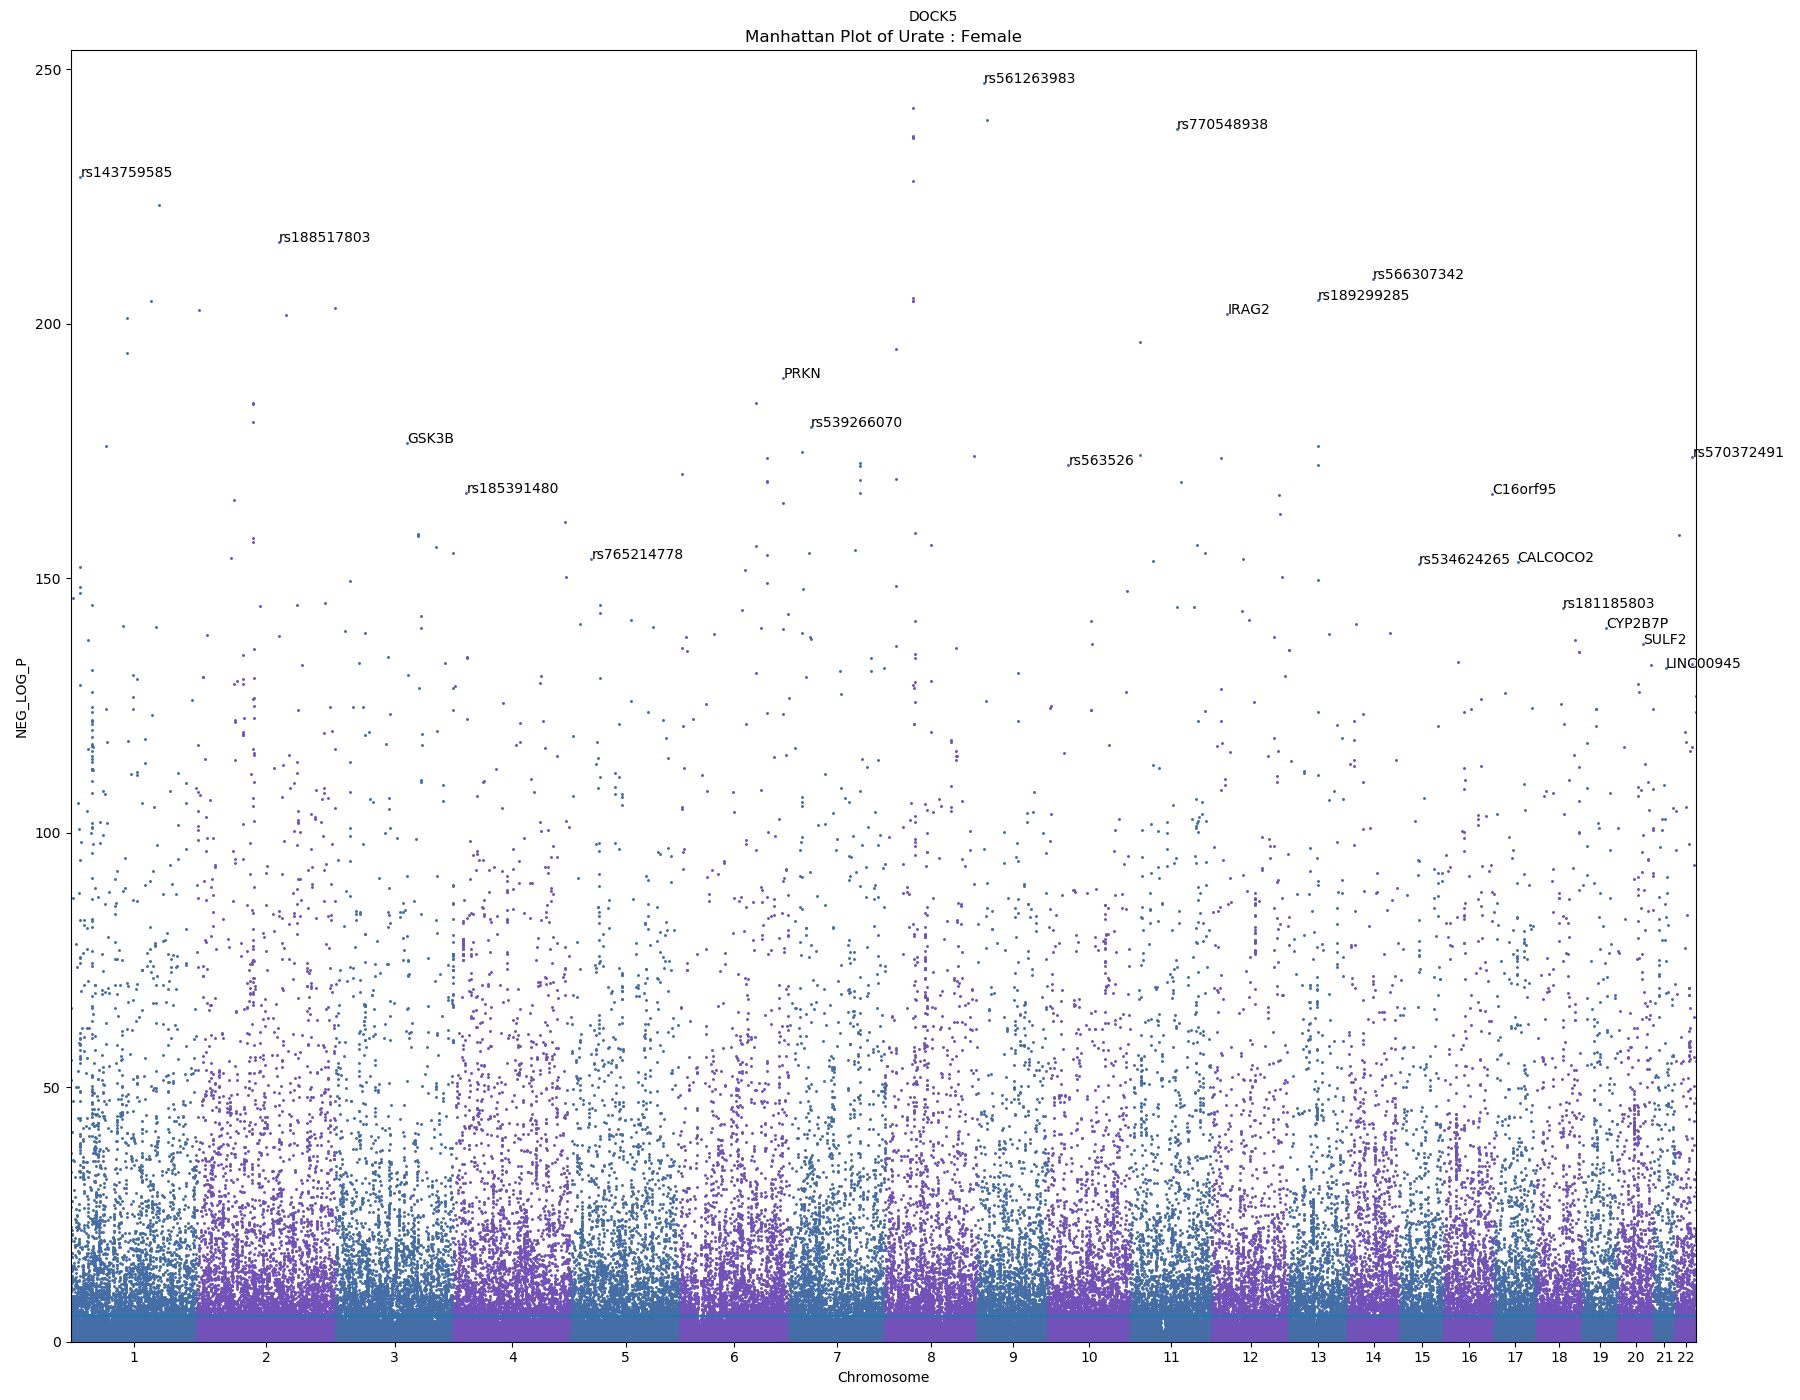 DOCK5
Manhattan Plot of Urate : Female
250
rs561263983
rs770548938
rs143759585
rs188517803
rs566307342
rs189299285
200
IRAG2
PRKN
rs539266070
GSK3B
rs563526
rs570372491
rs185391480
C16orf95
rs765214778
rs534624265
CALCOCO2
150
rs181185803
CYP2B7P
SULF2
LINC00945
NEG_LOG_P
100
50
0
1 2 3 4 5 6 7 8 9 10 11 12 13 14 15 16 17 18 19 20 21 22
Chromosome